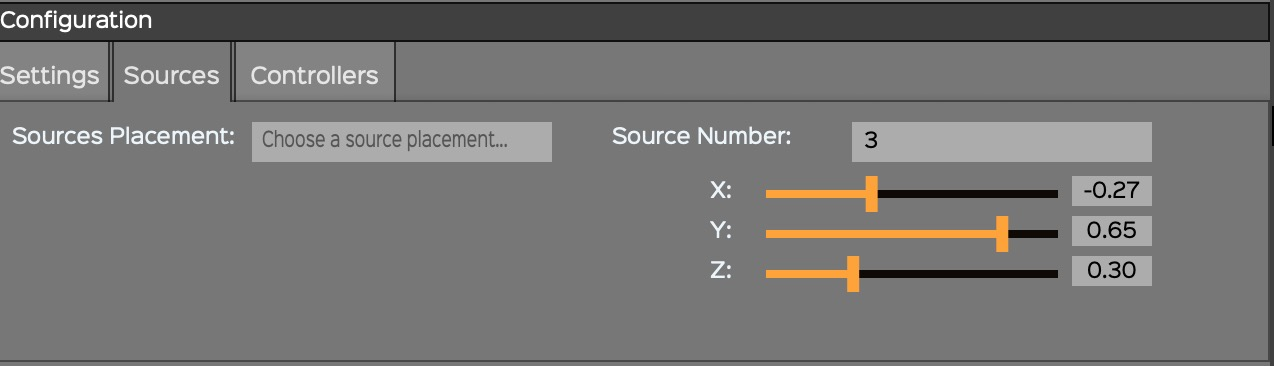 Configuration
Settings Sources Controllers
Sources Placement: Choose a source placement... Source Number: 3
X: -0.27
Y: 0.65
Z: 0.30